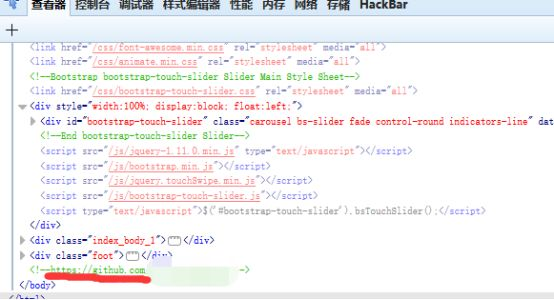 查看器 控制台 调试器 样式编辑器 性能 内存 网络 存储 HackBar
<link href="/css/font-awesome.min.css" rel="stylesheet" media="all">
<link href="/css/animate.min.css" rel="stylesheet" media="all">
<!--Bootstrap bootstrap-touch-slider Slider Main Style Sheet-->
<link href="/css/bootstrap-touch-slider.css" rel="stylesheet" media="all">
<div style="width:100%; display:block; float:left;">
<div id="bootstrap-touch-slider" class="carousel bs-slider fade control-round indicators-line" dat
<!--End bootstrap-touch-slider Slider-->
<script src="/js/jquery-1.11.0.min.js" type="text/javascript"></script>
<script src="/js/bootstrap.min.js"></script>
<script src="/js/jquery.touchSwipe.min.js"></script>
<script src="/js/bootstrap-touch-slider.js"></script>
<script type="text/javascript">$('#bootstrap-touch-slider').bsTouchSlider();</script>
</div>
<div class="index_body_1"></div>
<div class="foot"></div>
<!--https://github.com ->
</body>
</html>